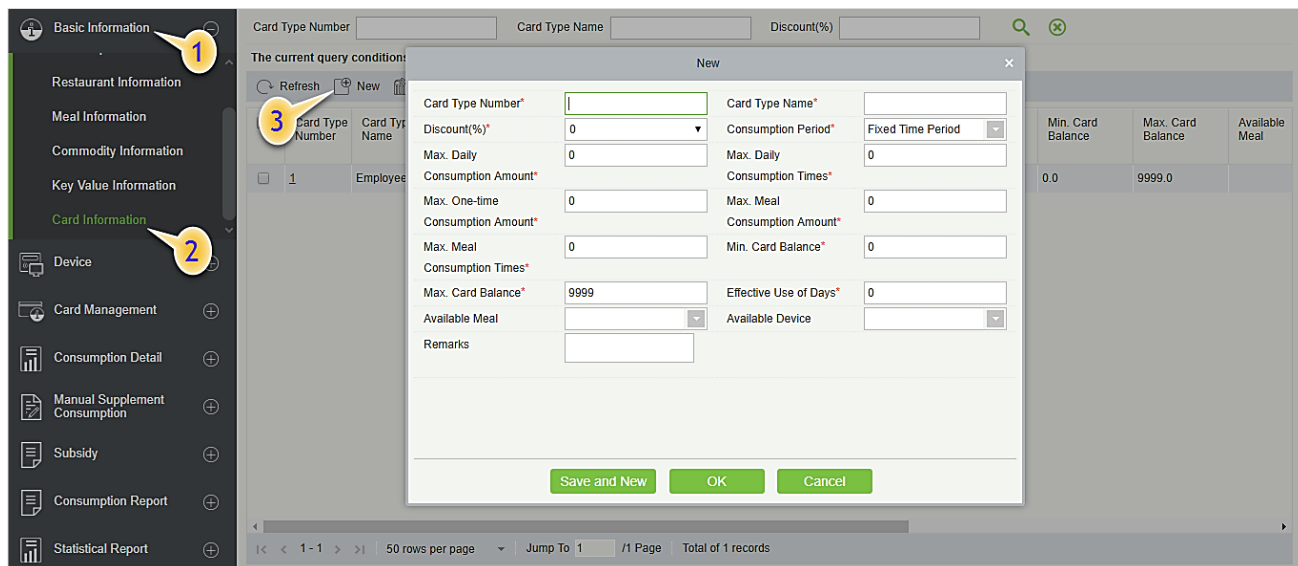 Basic Information
1
Restaurant Information
Meal Information
Commodity Information
Key Value Information
Card Information
2
Device
Card Management
Consumption Detail
Manual Supplement
Consumption
Subsidy
Consumption Report
Statistical Report
Card Type Number Card Type Name Discount(%)
The current query conditions
Refresh New
3
Card Type
Number
Card Typ
Name
Min. Card
Balance
Max. Card
Balance
Available
Meal
1 Employee 0.0 9999.0
New
Card Type Number* Card Type Name*
Discount(%)* 0 Consumption Period* Fixed Time Period
Max. Daily
Consumption Amount* 0
Max. Daily
Consumption Times* 0
Max. One-time
Consumption Amount* 0
Max. Meal
Consumption Amount* 0
Max. Meal
Consumption Times* 0
Min. Card Balance* 0
Max. Card Balance* 9999 Effective Use of Days* 0
Available Meal Available Device
Remarks
Save and New OK Cancel
1 - 1 50 rows per page Jump To 1 /1 Page Total of 1 records